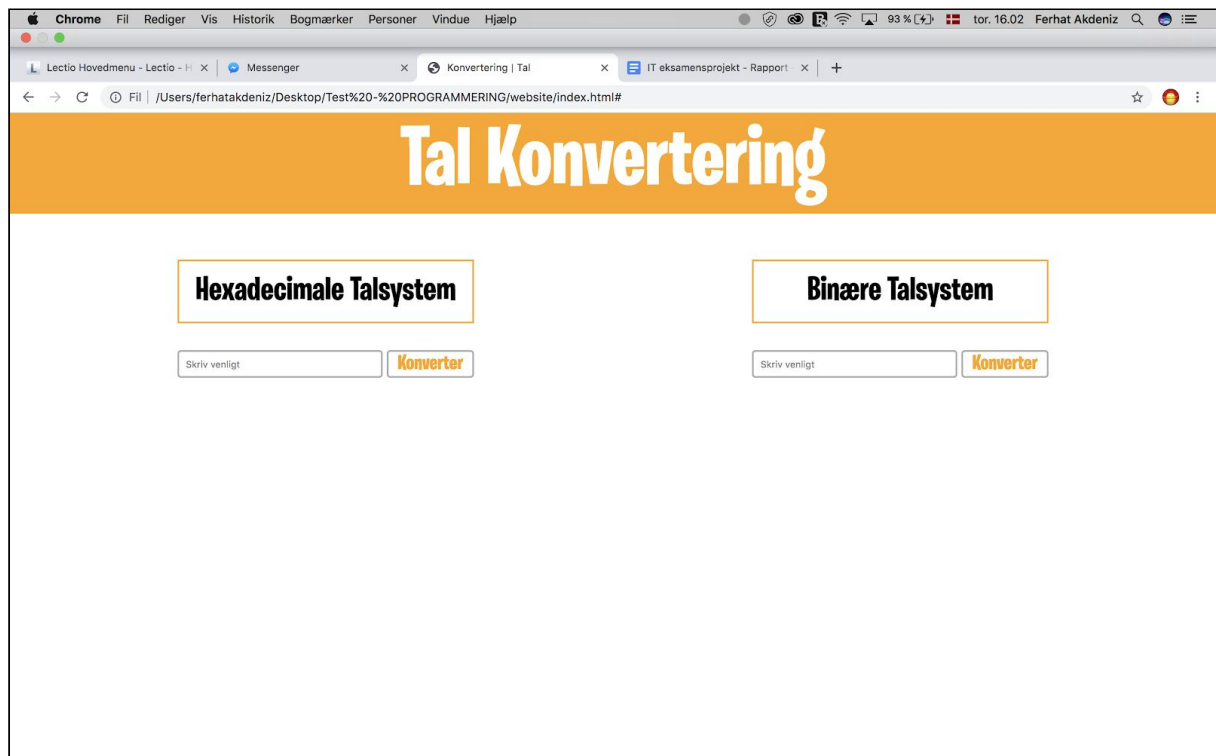 Chrome Fil Rediger Vis Historik Bogmærker Personer Vindue Hjælp 93 % tor. 16.02 Ferhat Akdeniz
Lectio Hovedmenu - Lectio - H Messenger Konvertering | Tal IT eksamensprojekt - Rapport
Fil /Users/ferhatakdeniz/Desktop/Test%20-%20PROGRAMMERING/website/index.html#
Tal Konvertering
Hexadecimale Talsystem Binære Talsystem
Skriv venligt Konverter Skriv venligt Konverter